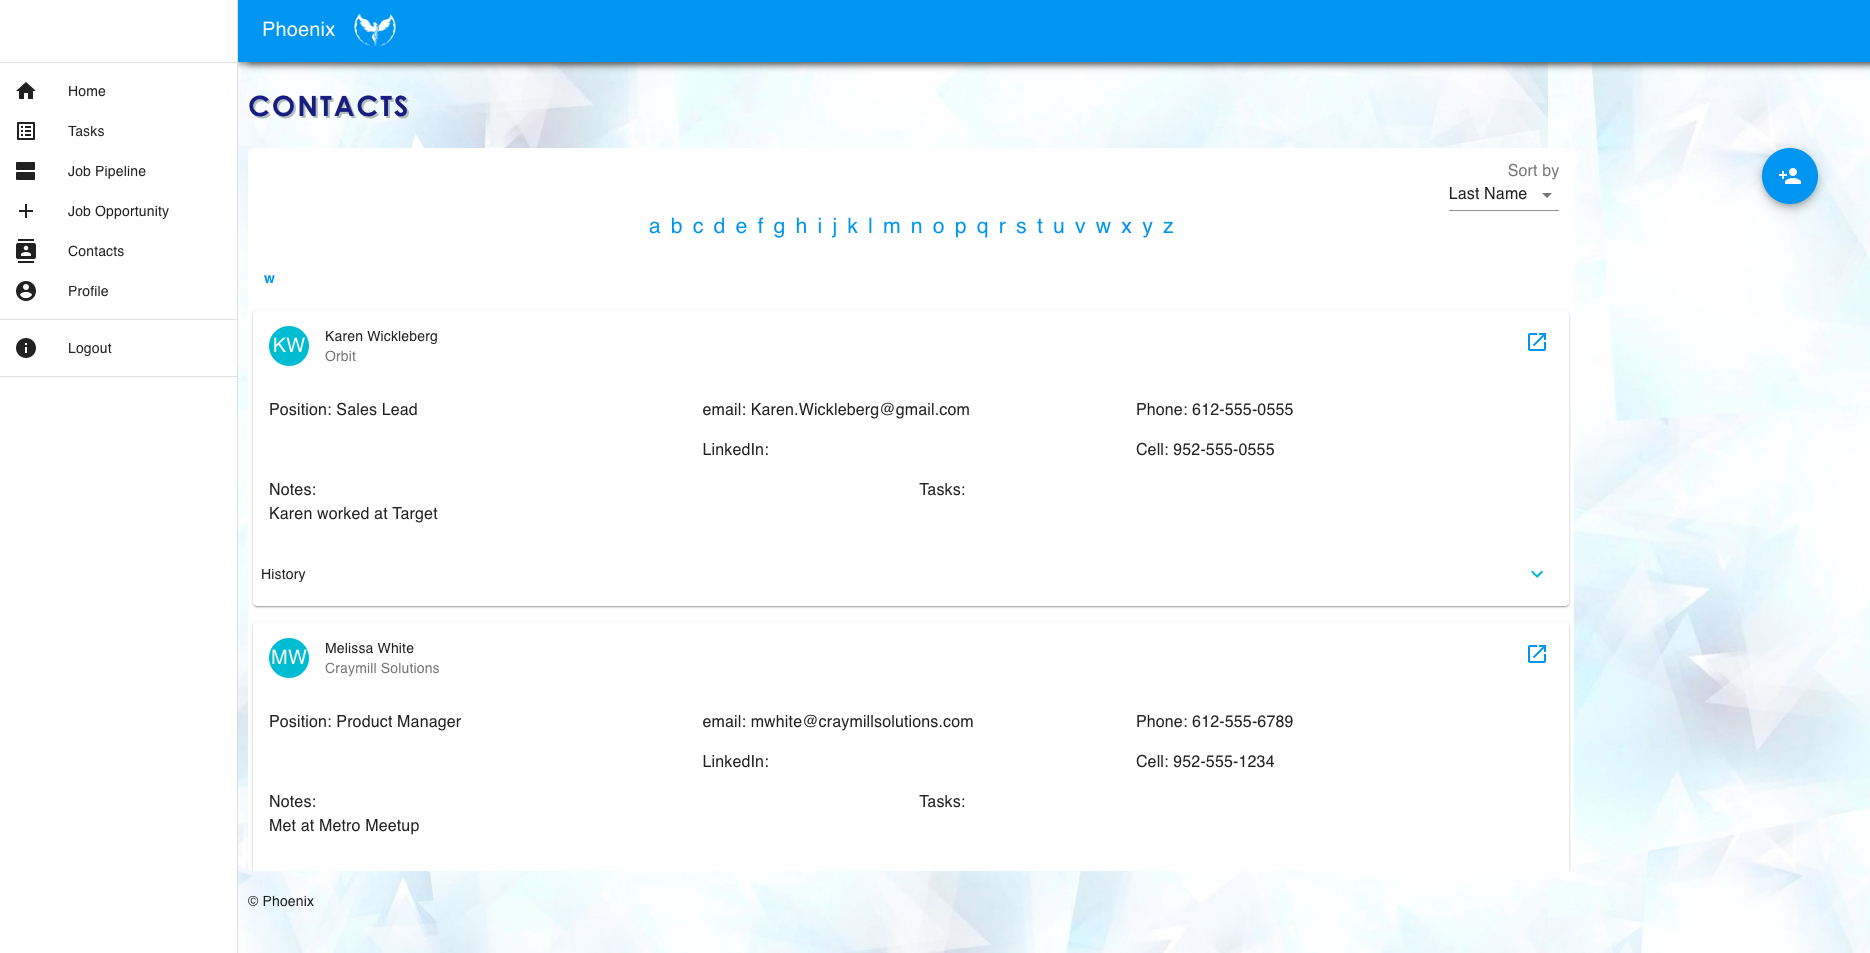 Phoenix
Home
Tasks
Job Pipeline
Job Opportunity
Contacts
Profile
Logout
CONTACTS
Sort by
Last Name
a b c d e f g h i j k l m n o p q r s t u v w x y z
w
KW
Karen Wickleberg
Orbit
Position: Sales Lead
email: Karen.Wickleberg@gmail.com
Phone: 612-555-0555
LinkedIn:
Cell: 952-555-0555
Notes:
Tasks:
Karen worked at Target
History
MW
Melissa White
Craymill Solutions
Position: Product Manager
email: mwhite@craymillsolutions.com
Phone: 612-555-6789
LinkedIn:
Cell: 952-555-1234
Notes:
Tasks:
Met at Metro Meetup
© Phoenix